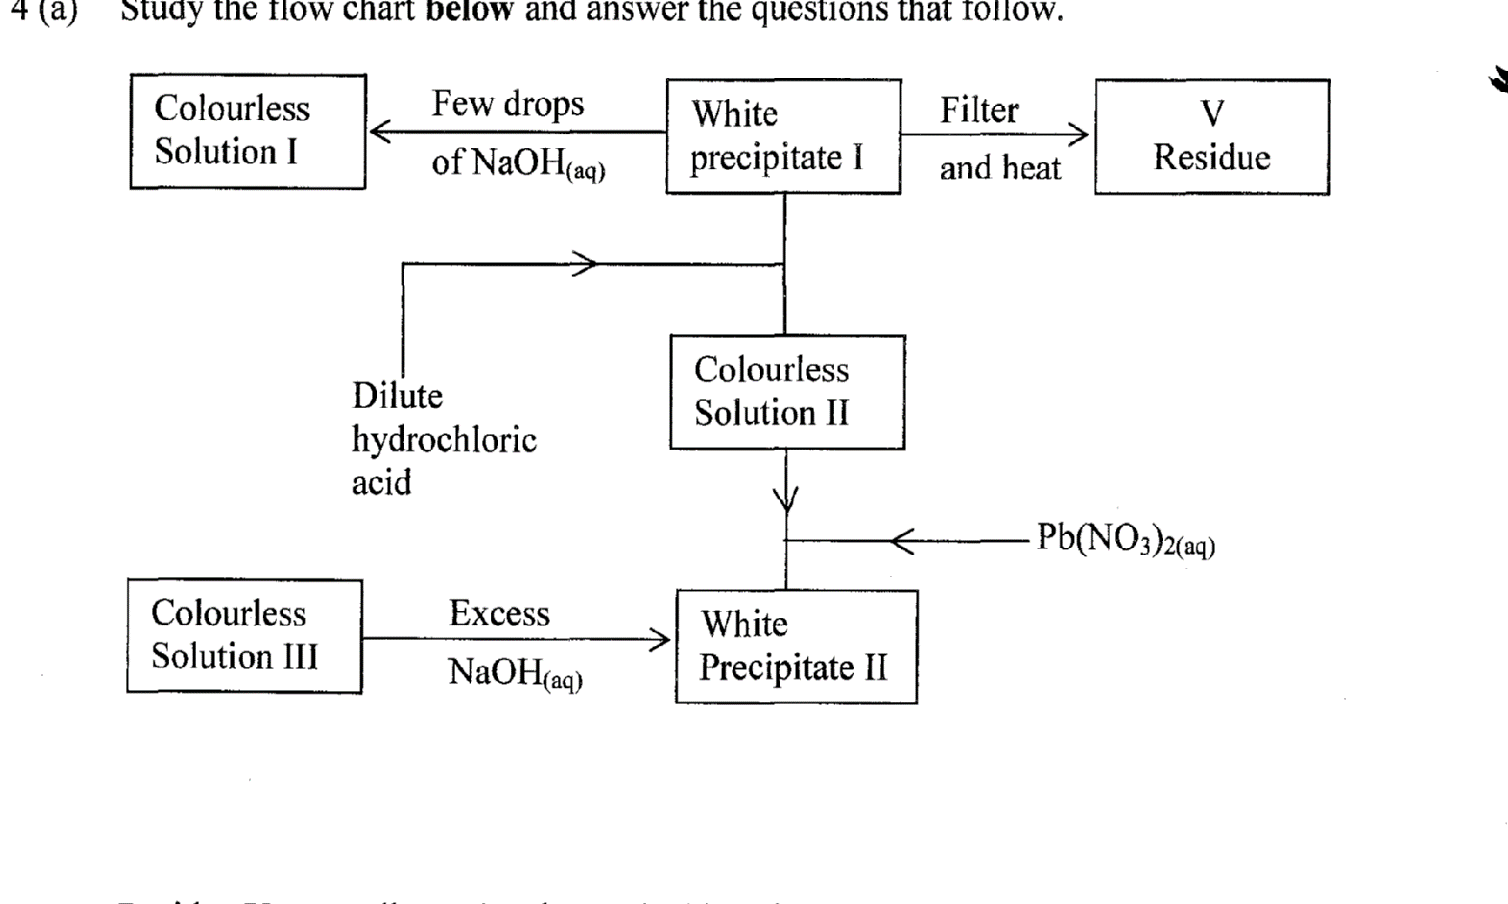 4 (a) Study the flow chart below and answer the questions that follow.
Colourless
Solution I
Few drops
of NaOH(aq)
White
precipitate I
Filter
and heat
V
Residue
Dilute
hydrochloric
acid
Colourless
Solution II
Pb(NO₃)₂(aq)
Colourless
Solution III
Excess
NaOH(aq)
White
Precipitate II